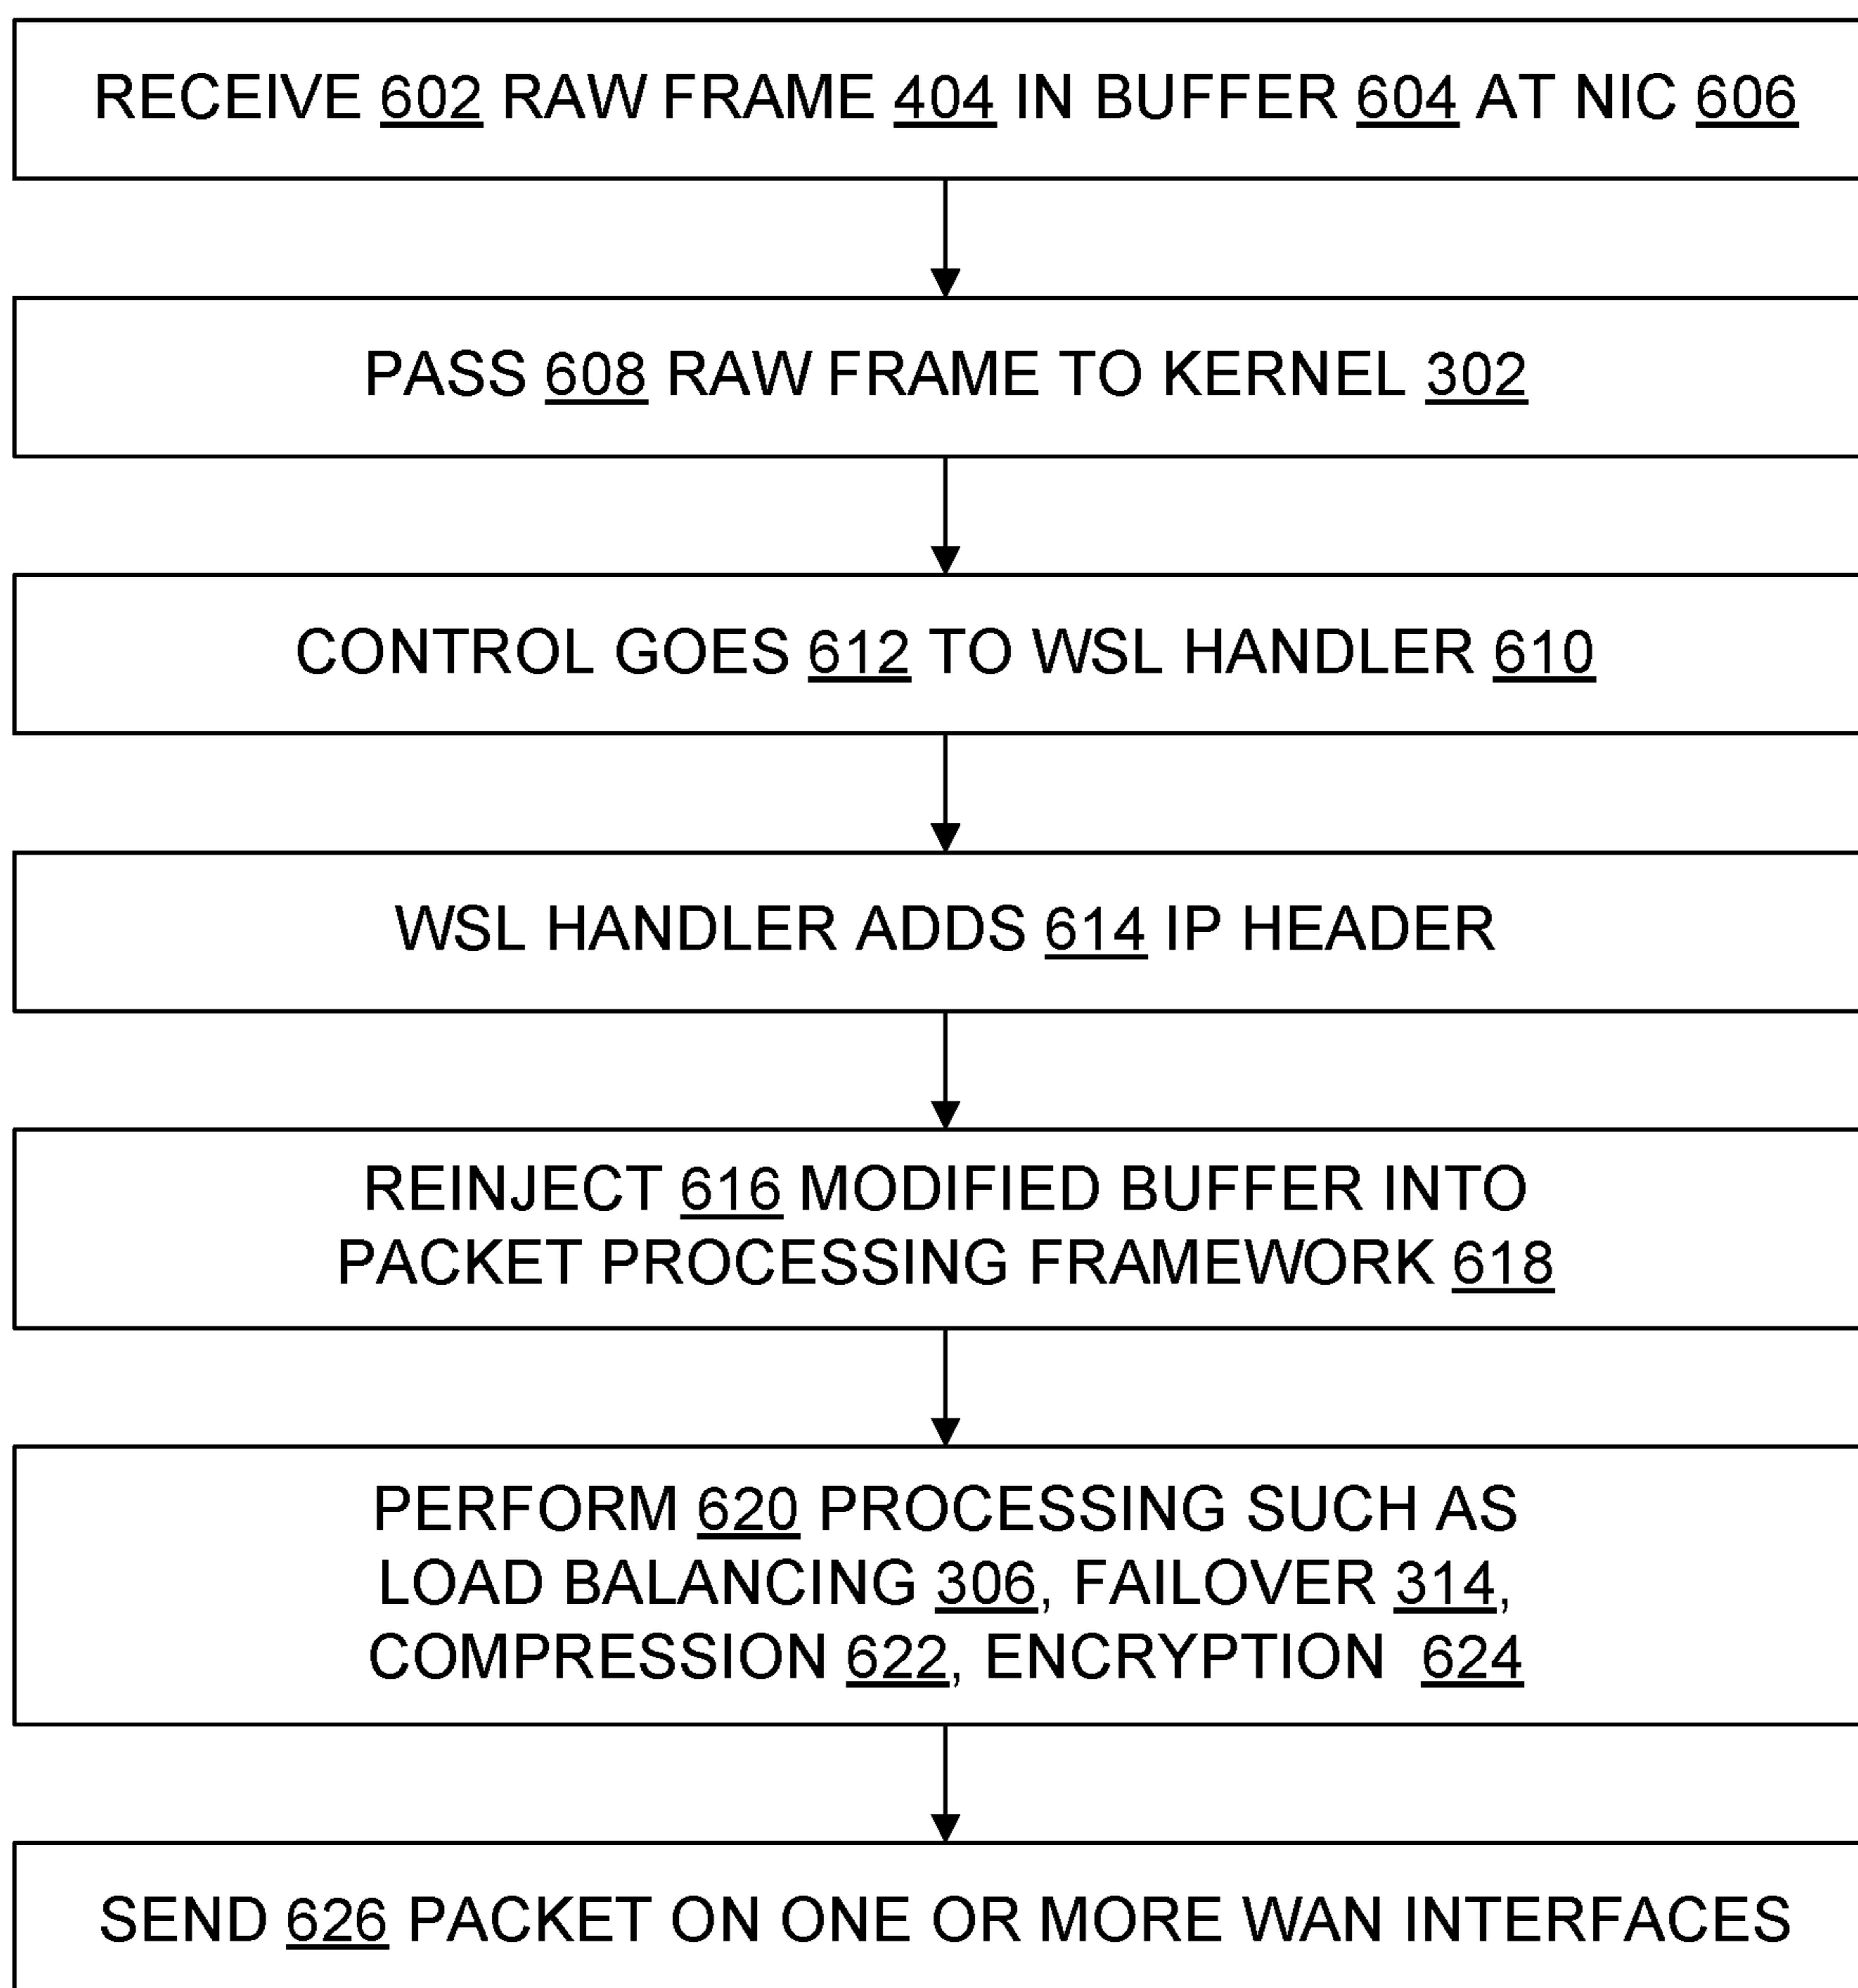 RECEIVE 602 RAW FRAME 404 IN BUFFER 604 AT NIC 606
PASS 608 RAW FRAME TO KERNEL 302
CONTROL GOES 612 TO WSL HANDLER 610
WSL HANDLER ADDS 614 IP HEADER
REINJECT 616 MODIFIED BUFFER INTO
PACKET PROCESSING FRAMEWORK 618
PERFORM 620 PROCESSING SUCH AS
LOAD BALANCING 306, FAILOVER 314,
COMPRESSION 622, ENCRYPTION 624
SEND 626 PACKET ON ONE OR MORE WAN INTERFACES